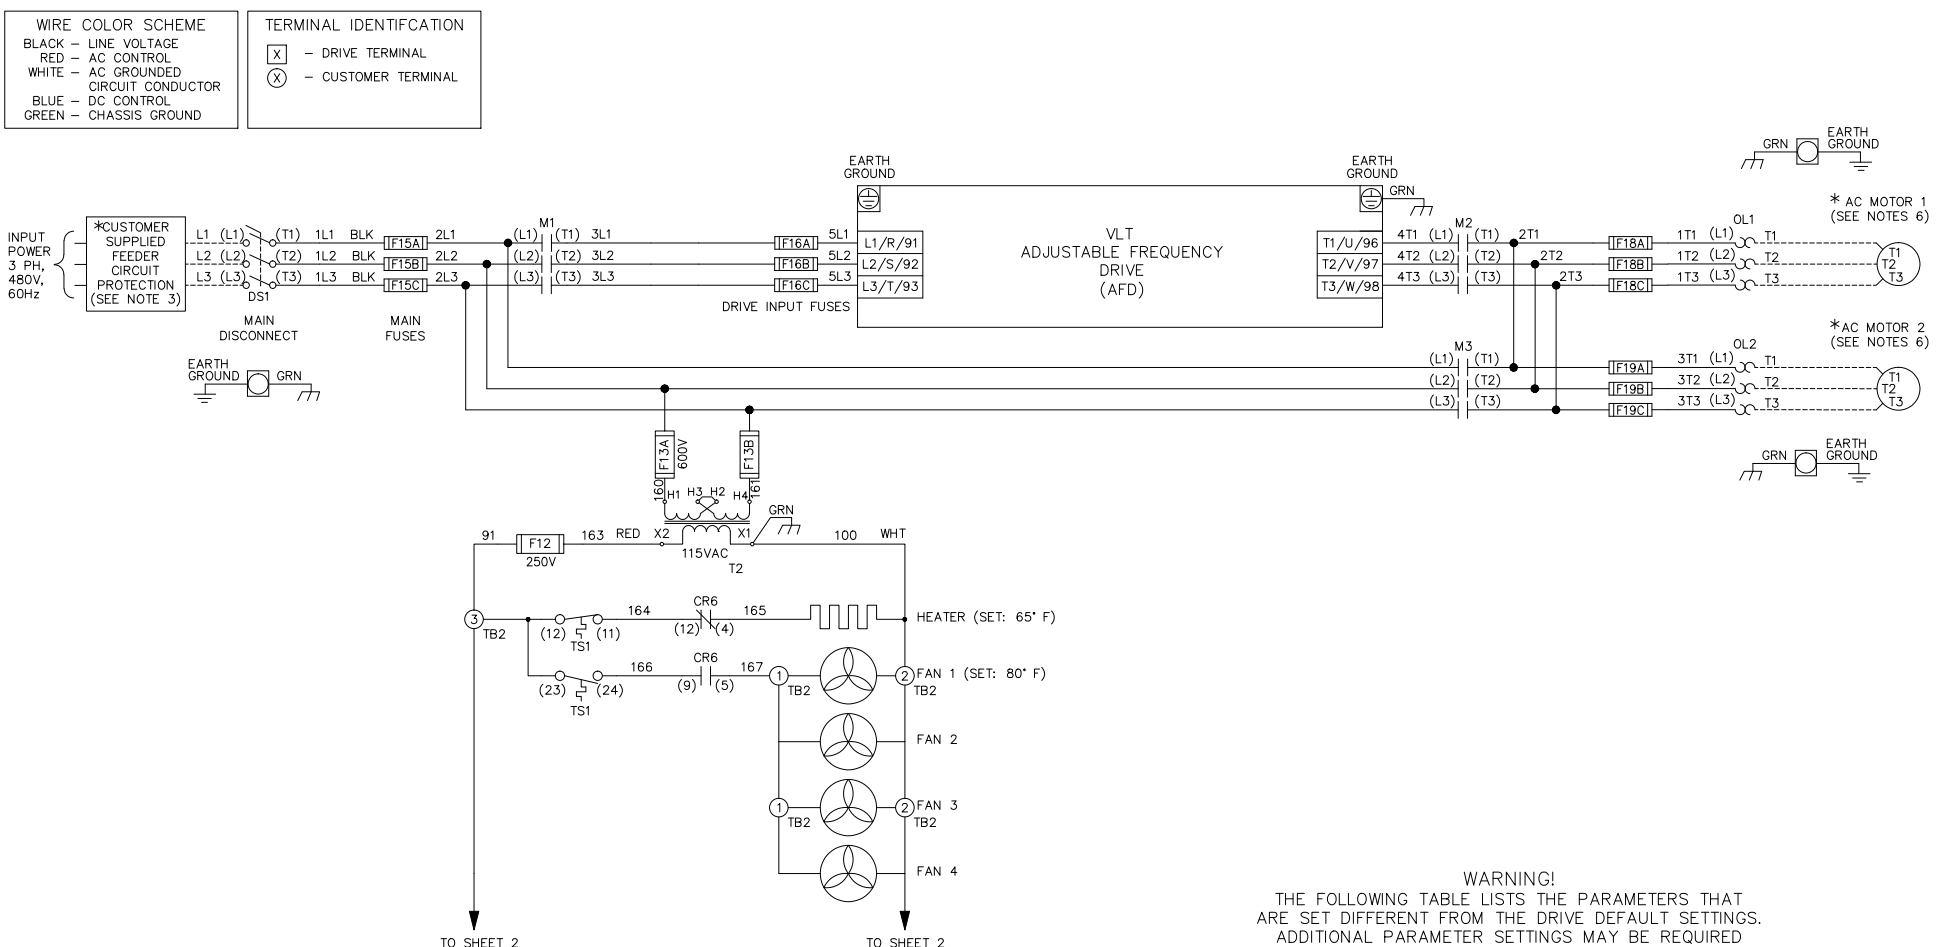 WIRE COLOR SCHEME
BLACK – LINE VOLTAGE
RED – AC CONTROL
WHITE – AC GROUNDED
CIRCUIT CONDUCTOR
BLUE – DC CONTROL
GREEN – CHASSIS GROUND
TERMINAL IDENTIFCATION
X – DRIVE TERMINAL
X – CUSTOMER TERMINAL
INPUT
POWER
3 PH,
480V,
60Hz
*CUSTOMER
SUPPLIED
FEEDER
CIRCUIT
PROTECTION
(SEE NOTE 3)
L1 (L1) (T1) 1L1 BLK F15A 2L1
L2 (L2) (T2) 1L2 BLK F15B 2L2
L3 (L3) (T3) 1L3 BLK F15C 2L3
DS1
MAIN
DISCONNECT
MAIN
FUSES
EARTH
GROUND GRN
M1
(L1) (T1) 3L1 F16A 5L1 L1/R/91
(L2) (T2) 3L2 F16B 5L2 L2/S/92
(L3) (T3) 3L3 F16C 5L3 L3/T/93
DRIVE INPUT FUSES
EARTH
GROUND
VLT
ADJUSTABLE FREQUENCY
DRIVE
(AFD)
EARTH
GROUND
GRN
M2
T1/U/96 4T1 (L1) (T1) 2T1 F18A 1T1 (L1) T1
T2/V/97 4T2 (L2) (T2) 2T2 F18B 1T2 (L2) T2
T3/W/98 4T3 (L3) (T3) 2T3 F18C 1T3 (L3) T3
OL1
GRN EARTH
GROUND
* AC MOTOR 1
(SEE NOTES 6)
T1
T2
T3
M3
(L1) (T1) F19A 3T1 (L1) T1
(L2) (T2) F19B 3T2 (L2) T2
(L3) (T3) F19C 3T3 (L3) T3
OL2
*AC MOTOR 2
(SEE NOTES 6)
T1
T2
T3
GRN EARTH
GROUND
F13A 600V F13B
160 H1 H3 H2 H4 161
GRN
91 F12 163 RED X2 X1 100 WHT
250V 115VAC
T2
3 TB2
(12) (11) 164 CR6 (12) (4) 165 HEATER (SET: 65° F)
TS1
(23) (24) 166 CR6 (9) (5) 167 1 TB2 2 TB2 FAN 1 (SET: 80° F)
TS1
FAN 2
1 TB2 2 TB2 FAN 3
FAN 4
TO SHEET 2
TO SHEET 2
WARNING!
THE FOLLOWING TABLE LISTS THE PARAMETERS THAT
ARE SET DIFFERENT FROM THE DRIVE DEFAULT SETTINGS.
ADDITIONAL PARAMETER SETTINGS MAY BE REQUIRED